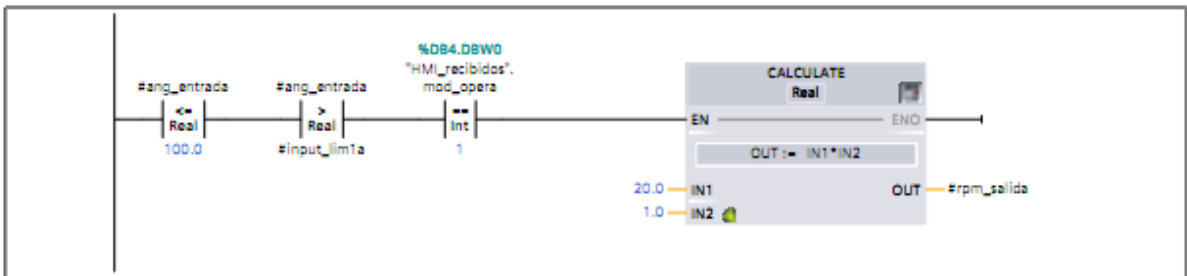 %DB4.DBW0
"HMI_recibidos".
#ang_entrada #ang_entrada mod_opera
<= > ==
Real Real Int
100.0 #input_lim1a 1
CALCULATE
Real
EN ENO
OUT := IN1*IN2
20.0 IN1 OUT #rpm_salida
1.0 IN2